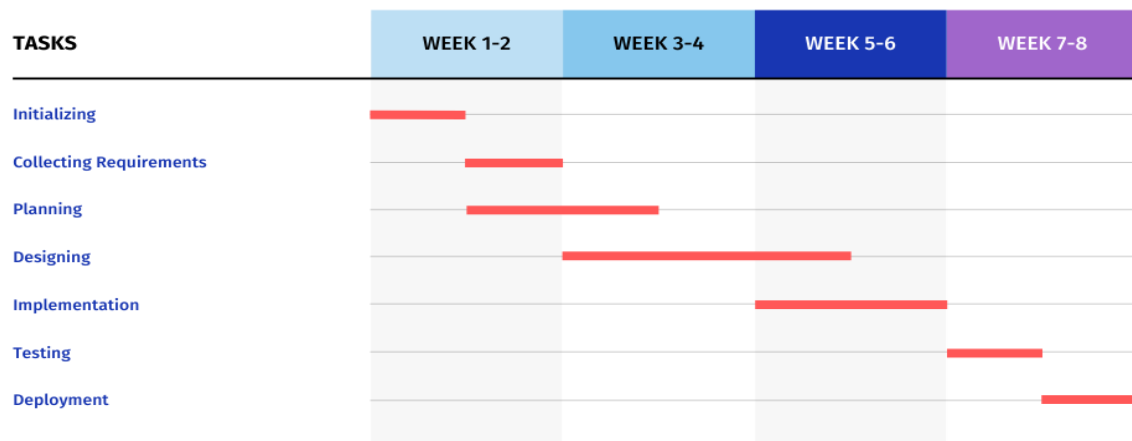 TASKS WEEK 1-2 WEEK 3-4 WEEK 5-6 WEEK 7-8
Initializing
Collecting Requirements
Planning
Designing
Implementation
Testing
Deployment